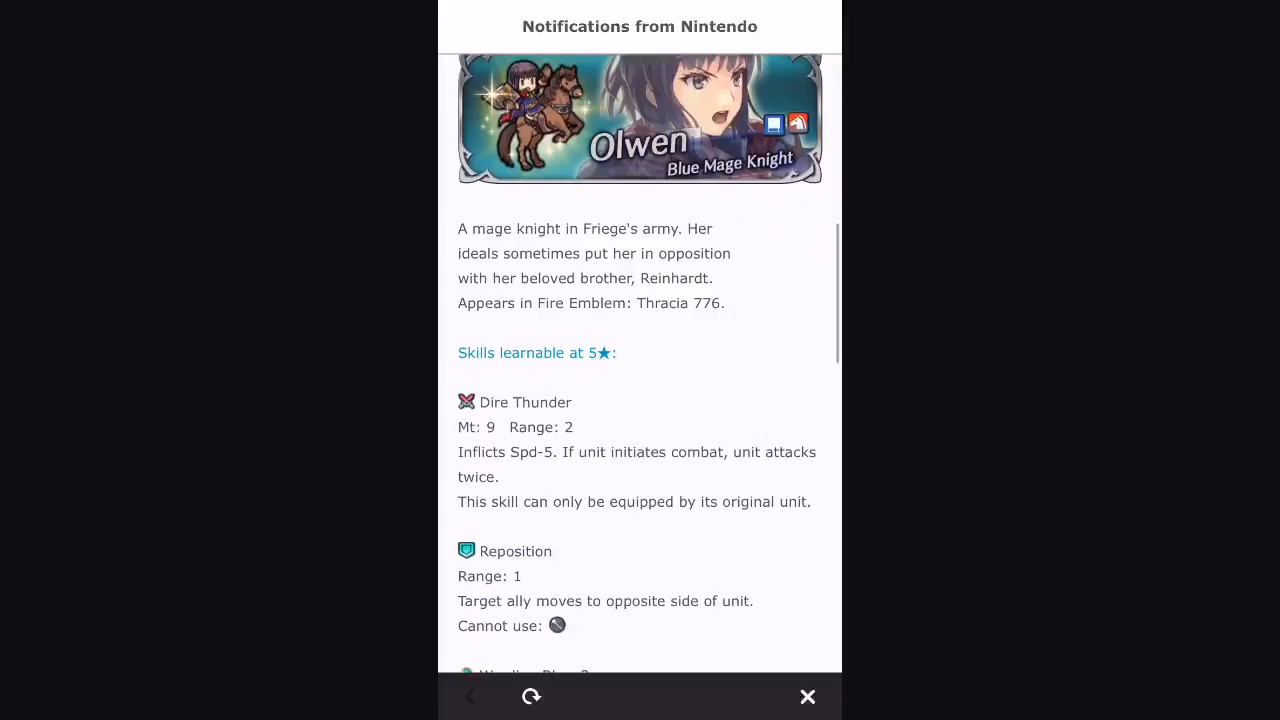 Notifications from Nintendo
Olwen
Blue Mage Knight
A mage knight in Friege's army. Her
ideals sometimes put her in opposition
with her beloved brother, Reinhardt.
Appears in Fire Emblem: Thracia 776.
Skills learnable at 5★:
Dire Thunder
Mt: 9 Range: 2
Inflicts Spd-5. If unit initiates combat, unit attacks
twice.
This skill can only be equipped by its original unit.
Reposition
Range: 1
Target ally moves to opposite side of unit.
Cannot use: